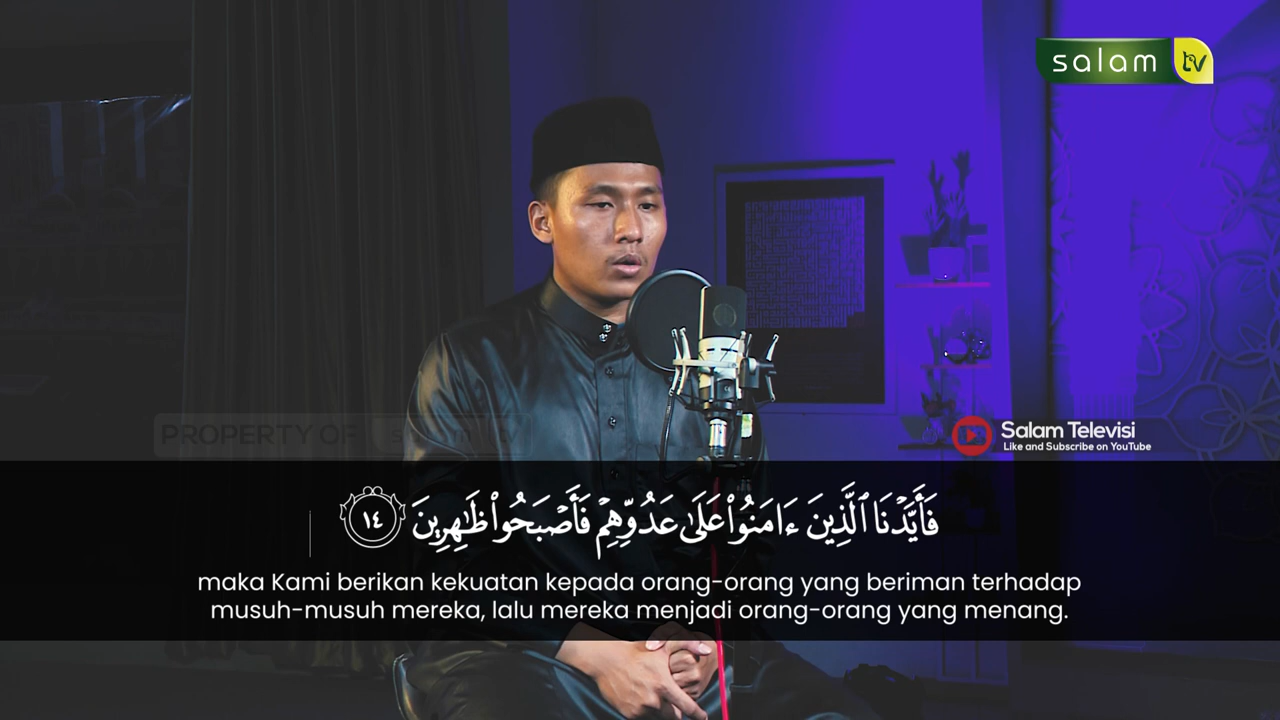 salam tv
PROPERTY OF salam tv
Salam Televisi
Like and Subscribe on YouTube
فَأَيَّدْنَا ٱلَّذِينَ ءَامَنُوا۟ عَلَىٰ عَدُوِّهِمْ فَأَصْبَحُوا۟ ظَٰهِرِينَ ١٤
maka Kami berikan kekuatan kepada orang-orang yang beriman terhadap
musuh-musuh mereka, lalu mereka menjadi orang-orang yang menang.